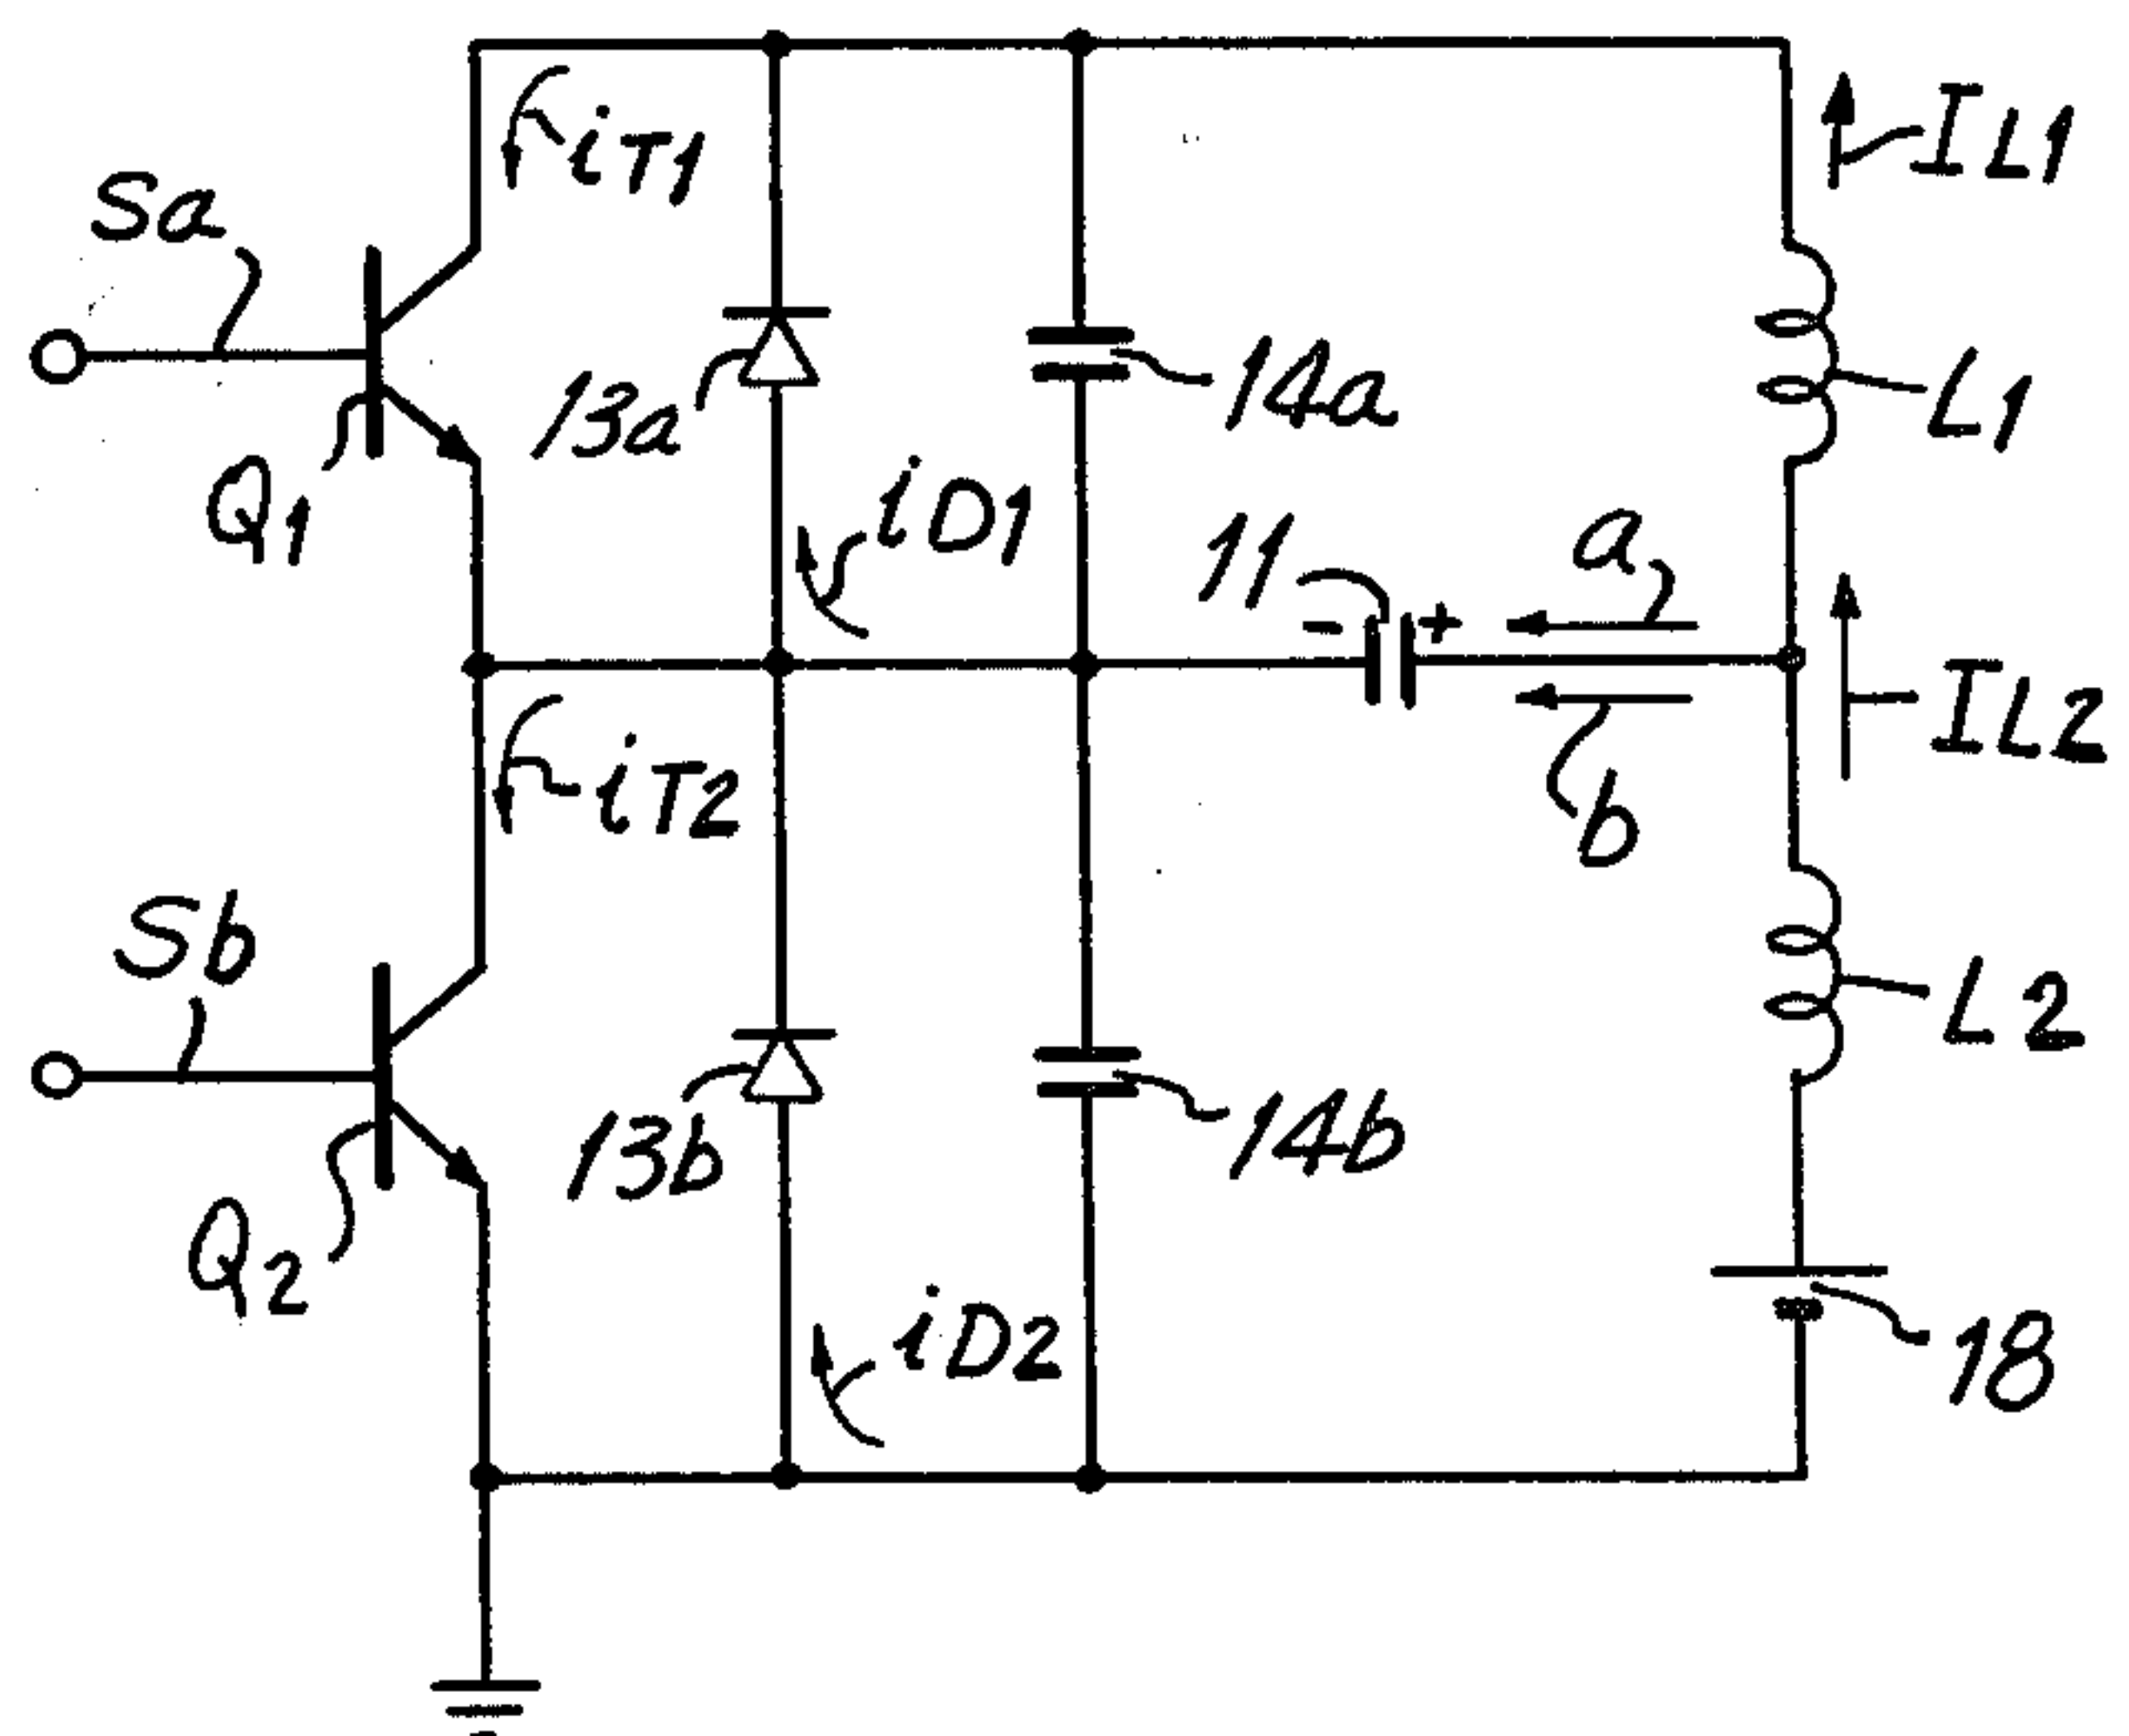 iT1
IL1
Sa
13a
14a
L1
Q1
iD1
11
a
- +
iT2
IL2
b
Sb
L2
13b
14b
Q2
iD2
18